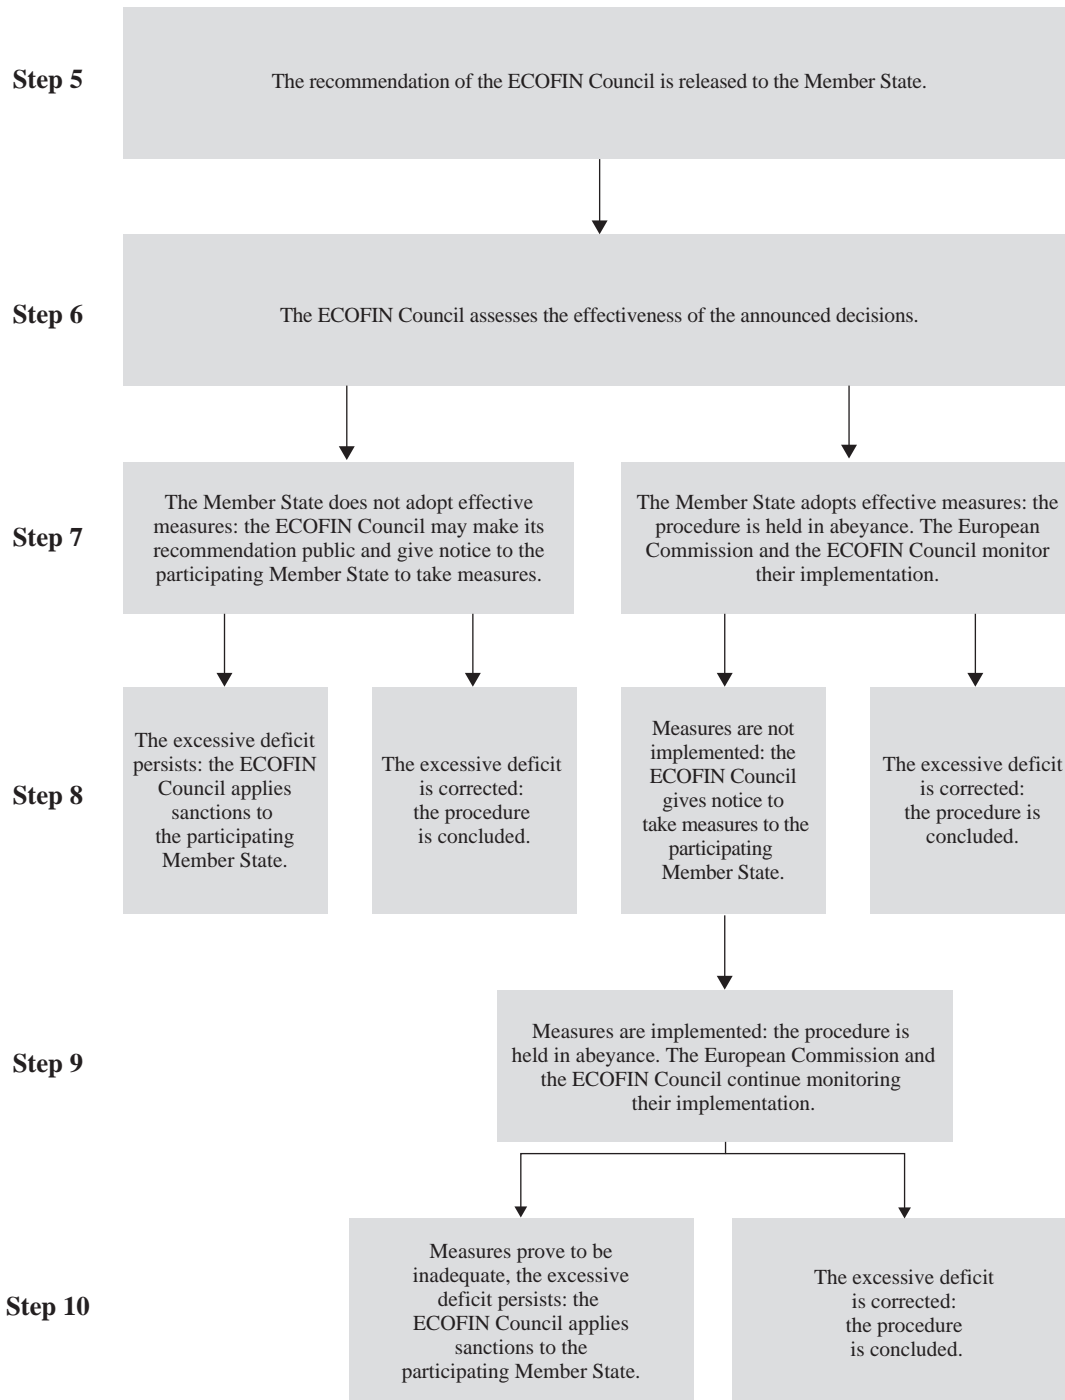 Step 5
The recommendation of the ECOFIN Council is released to the Member State.
Step 6
The ECOFIN Council assesses the effectiveness of the announced decisions.
Step 7
The Member State does not adopt effective
measures: the ECOFIN Council may make its
recommendation public and give notice to the
participating Member State to take measures.
The Member State adopts effective measures: the
procedure is held in abeyance. The European
Commission and the ECOFIN Council monitor
their implementation.
Step 8
The excessive deficit
persists: the ECOFIN
Council applies
sanctions to
the participating
Member State.
The excessive deficit
is corrected:
the procedure
is concluded.
Measures are not
implemented: the
ECOFIN Council
gives notice to
take measures to the
participating
Member State.
The excessive deficit
is corrected:
the procedure is
concluded.
Step 9
Measures are implemented: the procedure is
held in abeyance. The European Commission and
the ECOFIN Council continue monitoring
their implementation.
Step 10
Measures prove to be
inadequate, the excessive
deficit persists: the
ECOFIN Council applies
sanctions to the
participating Member State.
The excessive deficit
is corrected:
the procedure
is concluded.